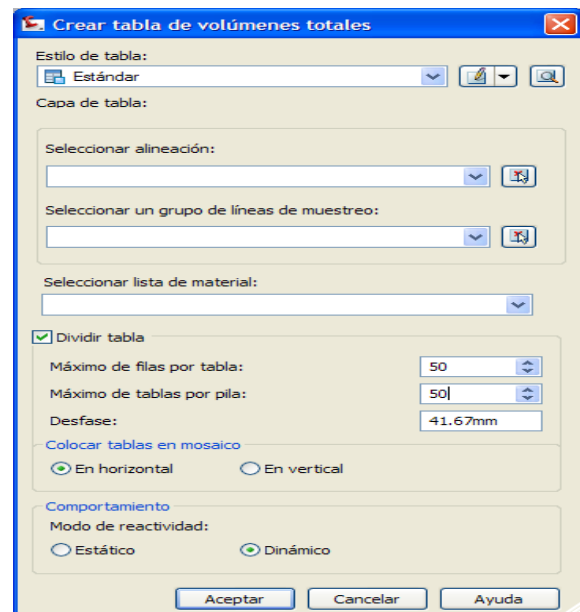 Crear tabla de volúmenes totales
Estilo de tabla:
Estándar
Capa de tabla:
Seleccionar alineación:
Seleccionar un grupo de líneas de muestreo:
Seleccionar lista de material:
Dividir tabla
Máximo de filas por tabla:
50
Máximo de tablas por pila:
50
Desfase:
41.67mm
Colocar tablas en mosaico
En horizontal
En vertical
Comportamiento
Modo de reactividad:
Estático
Dinámico
Aceptar
Cancelar
Ayuda